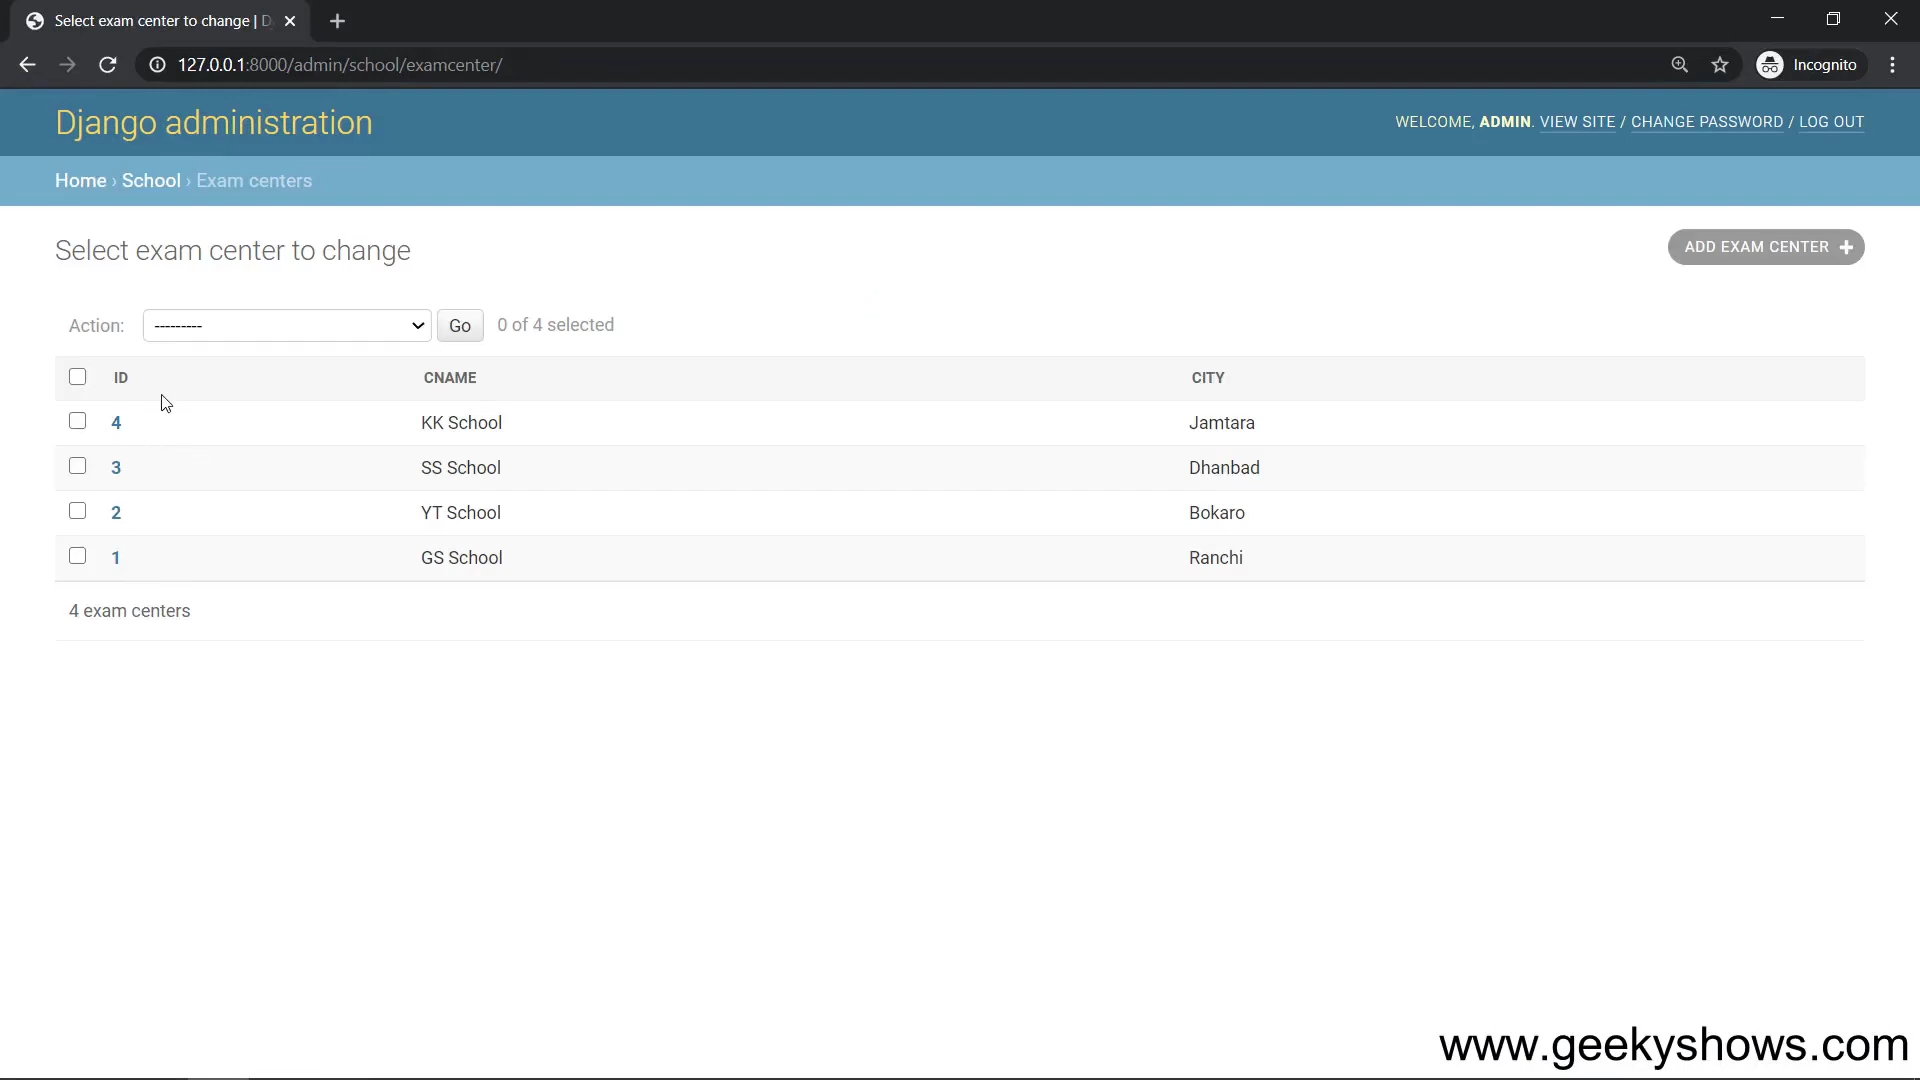 Select exam center to change | D
127.0.0.1:8000/admin/school/examcenter/
Incognito
Django administration
WELCOME, ADMIN. VIEW SITE / CHANGE PASSWORD / LOG OUT
Home › School › Exam centers
Select exam center to change
ADD EXAM CENTER +
Action: --------- Go 0 of 4 selected
ID CNAME CITY
4 KK School Jamtara
3 SS School Dhanbad
2 YT School Bokaro
1 GS School Ranchi
4 exam centers
www.geekyshows.com